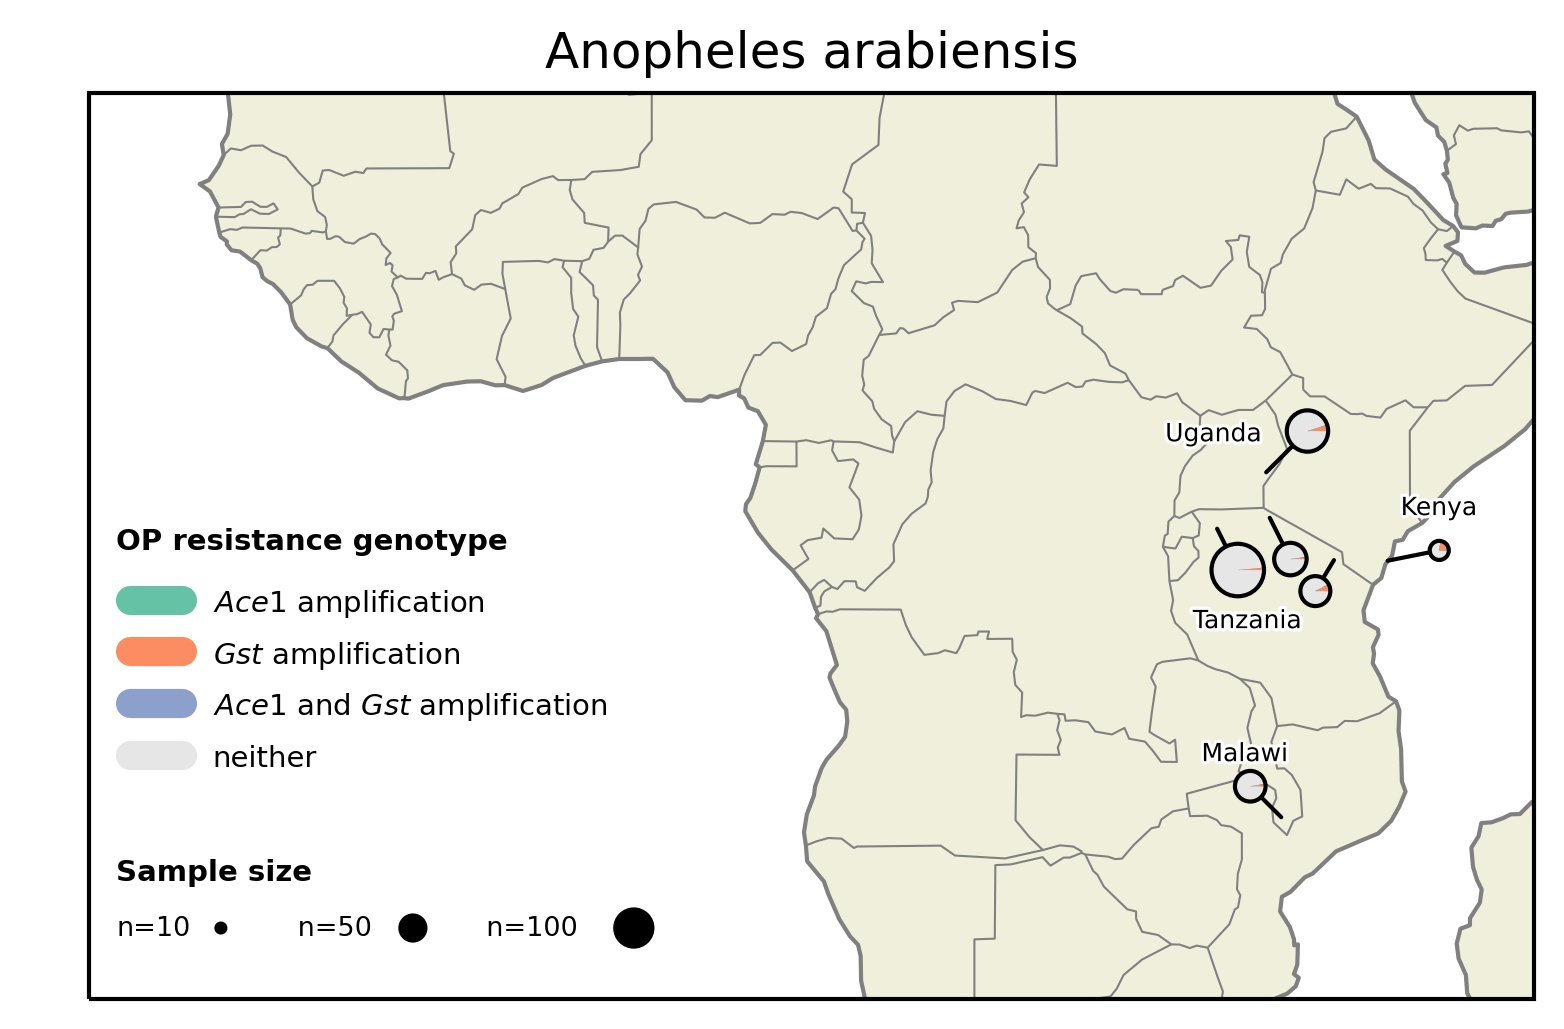 Anopheles arabiensis
Uganda
Kenya
Tanzania
Malawi
OP resistance genotype
Ace1 amplification
Gst amplification
Ace1 and Gst amplification
neither
Sample size
n=10 n=50 n=100